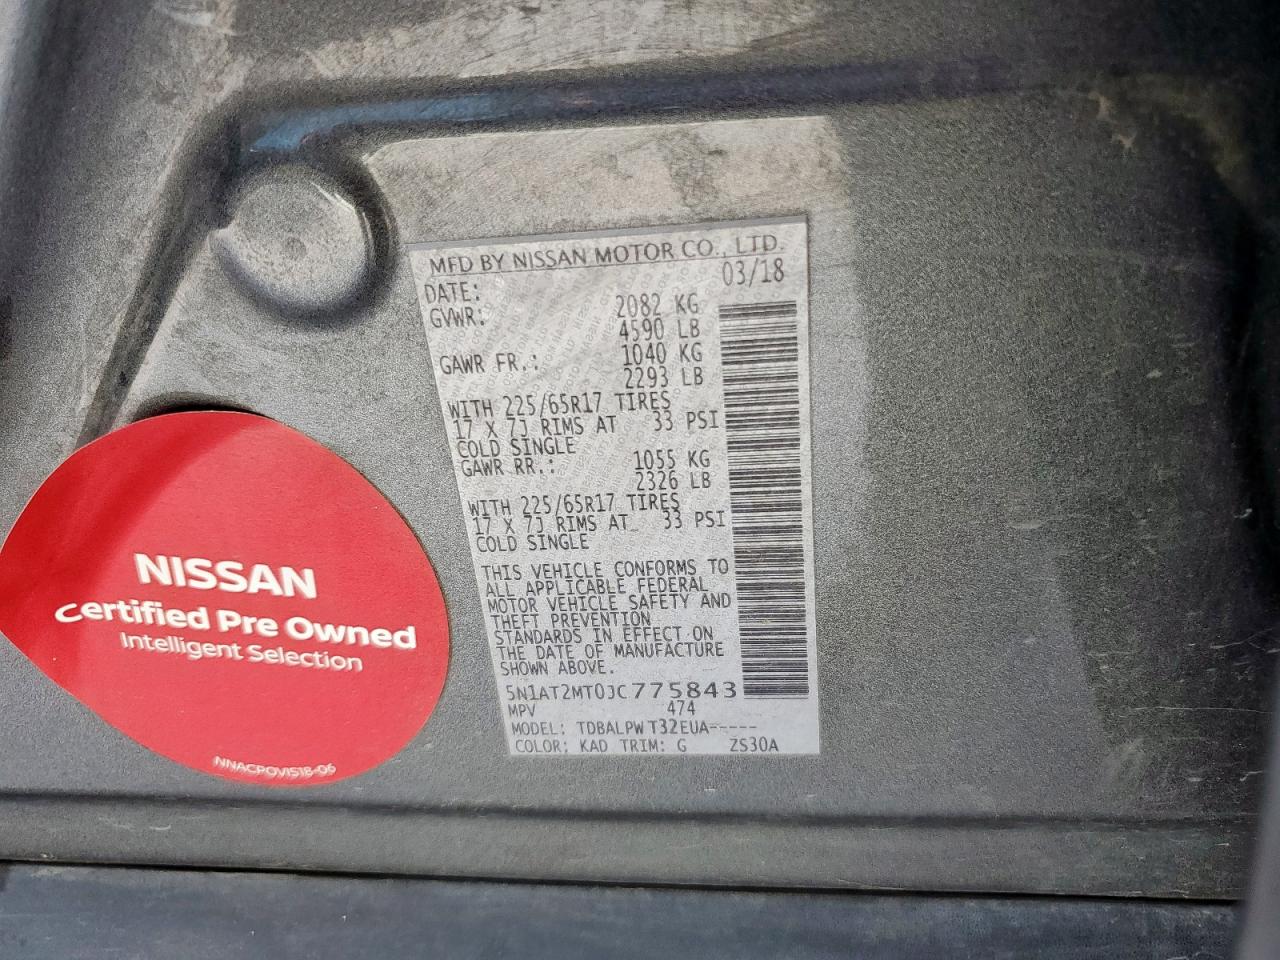 MFD BY NISSAN MOTOR CO., LTD.
DATE: 03/18
GVWR: 2082 KG
4590 LB
GAWR FR.: 1040 KG
2293 LB
WITH 225/65R17 TIRES
17 X 7J RIMS AT 33 PSI
COLD SINGLE
GAWR RR.: 1055 KG
2326 LB
WITH 225/65R17 TIRES
17 X 7J RIMS AT 33 PSI
COLD SINGLE
THIS VEHICLE CONFORMS TO
ALL APPLICABLE FEDERAL
MOTOR VEHICLE SAFETY AND
THEFT PREVENTION
STANDARDS IN EFFECT ON
THE DATE OF MANUFACTURE
SHOWN ABOVE.
5N1AT2MT0JC775843
MPV 474
MODEL: TDBALPW T32EUA-----
COLOR: KAD TRIM: G ZS30A
NISSAN
Certified Pre Owned
Intelligent Selection
NNACPOVIS18-06